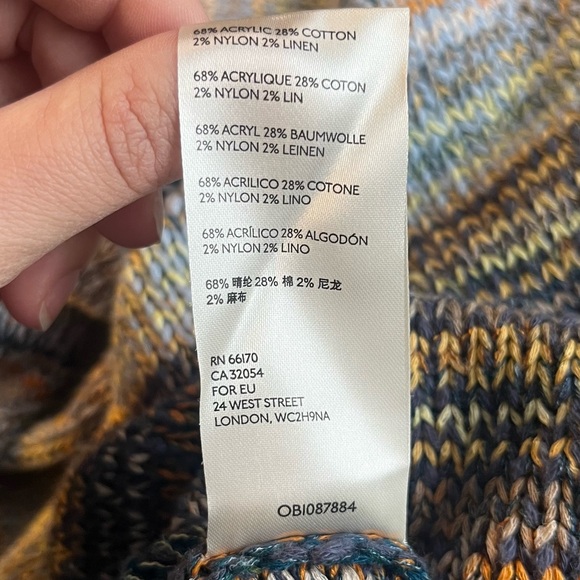 68% ACRYLIC 28% COTTON
2% NYLON 2% LINEN
68% ACRYLIQUE 28% COTON
2% NYLON 2% LIN
68% ACRYL 28% BAUMWOLLE
2% NYLON 2% LEINEN
68% ACRILICO 28% COTONE
2% NYLON 2% LINO
68% ACRÍLICO 28% ALGODÓN
2% NYLON 2% LINO
68% 晴纶 28% 棉 2% 尼龙
2% 麻布
RN 66170
CA 32054
FOR EU
24 WEST STREET
LONDON, WC2H9NA
OBI087884